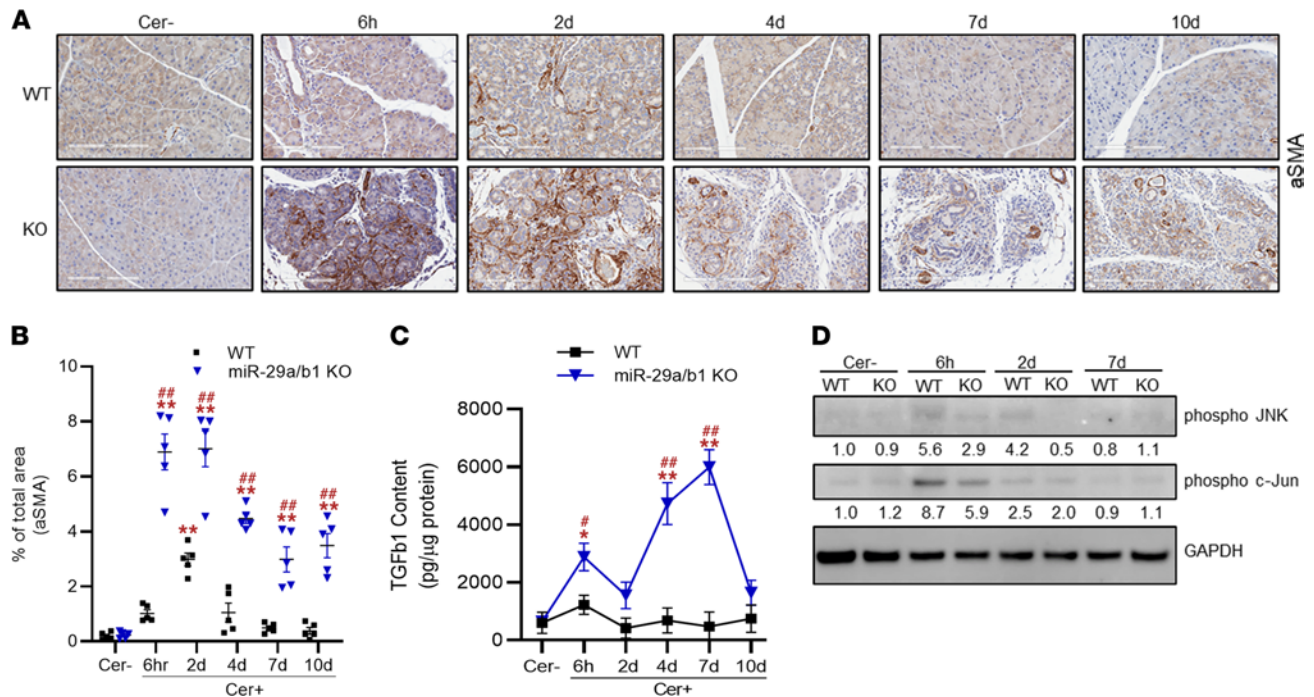 A
Cer- 6h 2d 4d 7d 10d
WT
KO
aSMA
B
WT
miR-29a/b1 KO
% of total area
(aSMA)
10
8
6
4
2
0
## ## ## ## ##
** ** ** ** ** **
Cer- 6hr 2d 4d 7d 10d
Cer+
C
WT
miR-29a/b1 KO
TGFb1 Content
(pg/µg protein)
8000
6000
4000
2000
0
# ## ##
* ** **
Cer- 6h 2d 4d 7d 10d
Cer+
D
Cer- 6h 2d 7d
WT KO WT KO WT KO WT KO
phospho JNK
1.0 0.9 5.6 2.9 4.2 0.5 0.8 1.1
phospho c-Jun
1.0 1.2 8.7 5.9 2.5 2.0 0.9 1.1
GAPDH